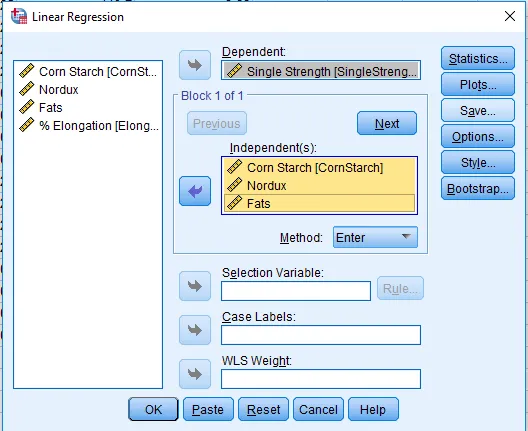 Linear Regression
Corn Starch [CornSt...
Nordux
Fats
% Elongation [Elong...
Dependent:
Single Strength [SingleStreng...
Block 1 of 1
Previous
Next
Independent(s):
Corn Starch [CornStarch]
Nordux
Fats
Method:
Enter
Selection Variable:
Rule...
Case Labels:
WLS Weight:
Statistics...
Plots...
Save...
Options...
Style...
Bootstrap...
OK
Paste
Reset
Cancel
Help